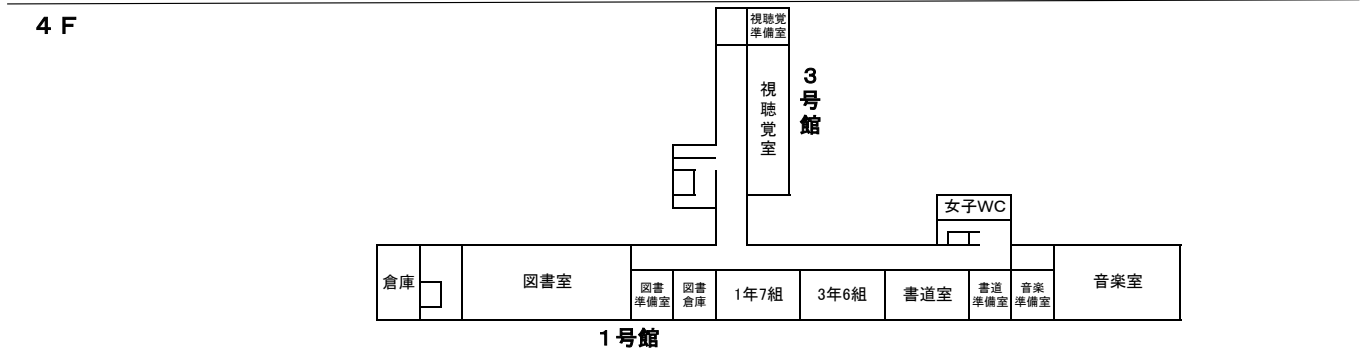 ４Ｆ
視聴覚
準備室
視聴覚室
３号館
女子WC
倉庫
図書室
図書
準備室
図書
倉庫
1年7組
3年6組
書道室
書道
準備室
音楽
準備室
音楽室
１号館